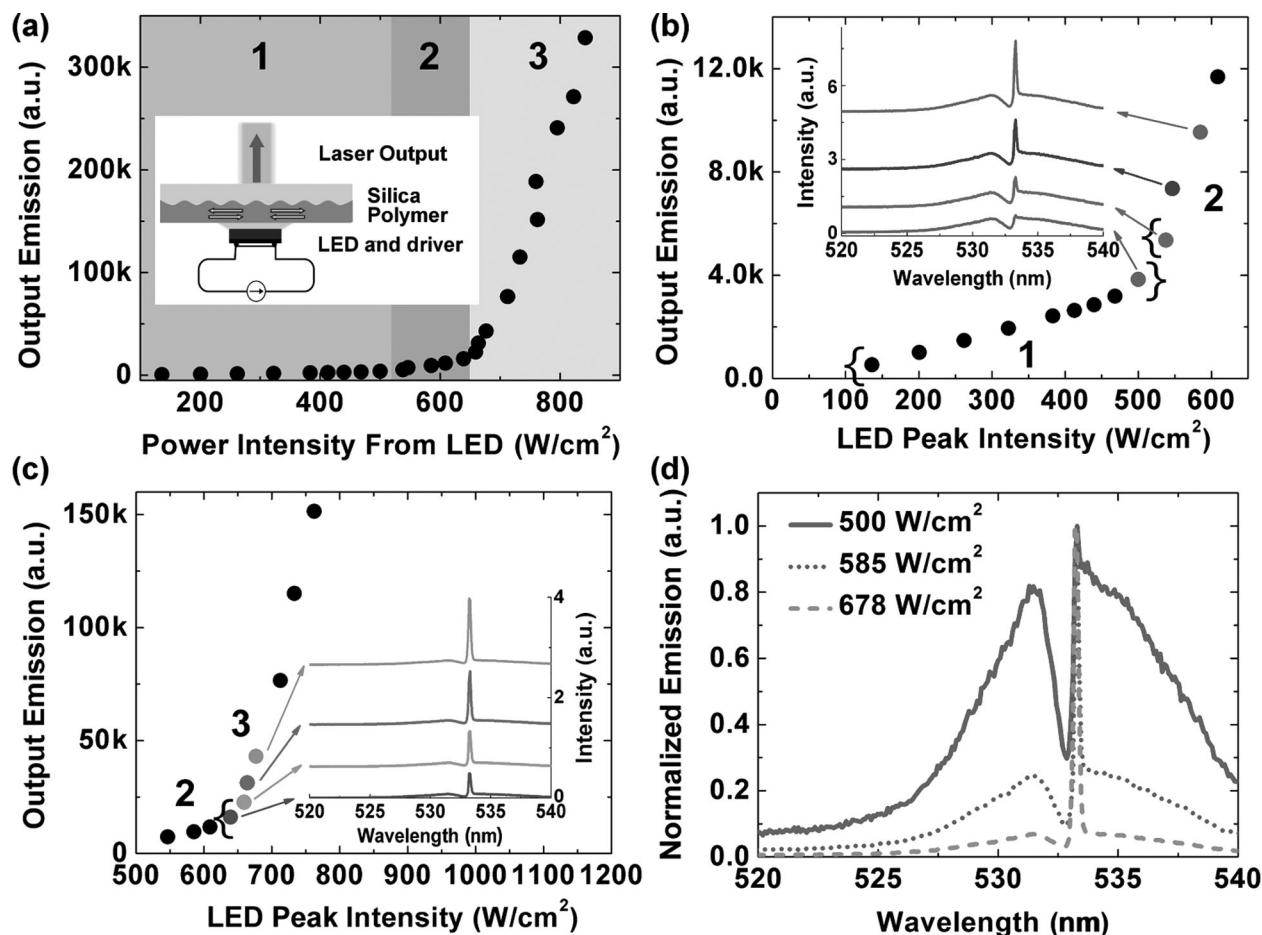 (a)
1
2
3
300k
200k
100k
0
Output Emission (a.u.)
Laser Output
Silica
Polymer
LED and driver
200
400
600
800
Power Intensity From LED (W/cm²)
(b)
12.0k
8.0k
4.0k
0.0
Output Emission (a.u.)
6
3
0
Intensity (a.u.)
520
525
530
535
540
Wavelength (nm)
2
1
0
100
200
300
400
500
600
LED Peak Intensity (W/cm²)
(c)
150k
100k
50k
0
Output Emission (a.u.)
3
2
4
2
0
Intensity (a.u.)
520
525
530
535
540
Wavelength (nm)
500
600
700
800
900
1000
1100
1200
LED Peak Intensity (W/cm²)
(d)
1.0
0.8
0.6
0.4
0.2
0.0
Normalized Emission (a.u.)
500 W/cm²
585 W/cm²
678 W/cm²
520
525
530
535
540
Wavelength (nm)